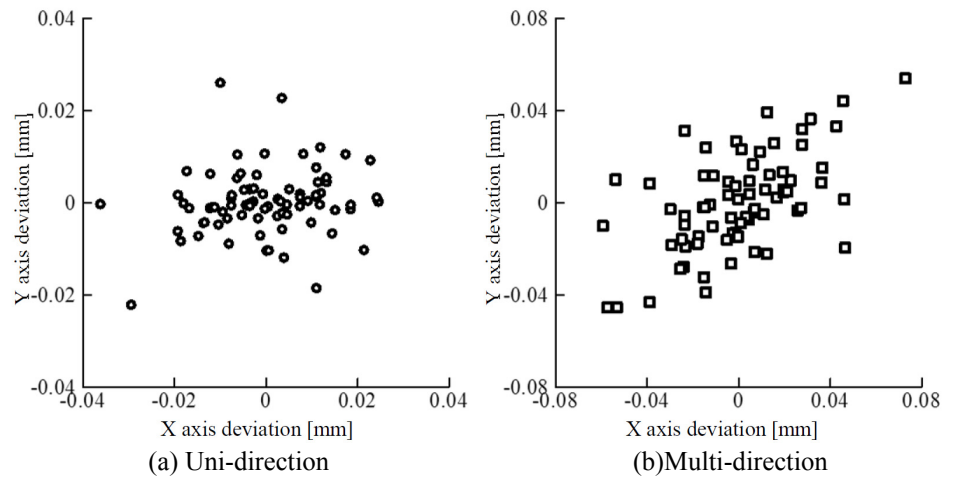 0.04
0.02
0
-0.02
-0.04
-0.04 -0.02 0 0.02 0.04
Y axis deviation [mm]
X axis deviation [mm]
(a) Uni-direction
0.08
0.04
0
-0.04
-0.08
-0.08 -0.04 0 0.04 0.08
Y axis deviation [mm]
X axis deviation [mm]
(b)Multi-direction